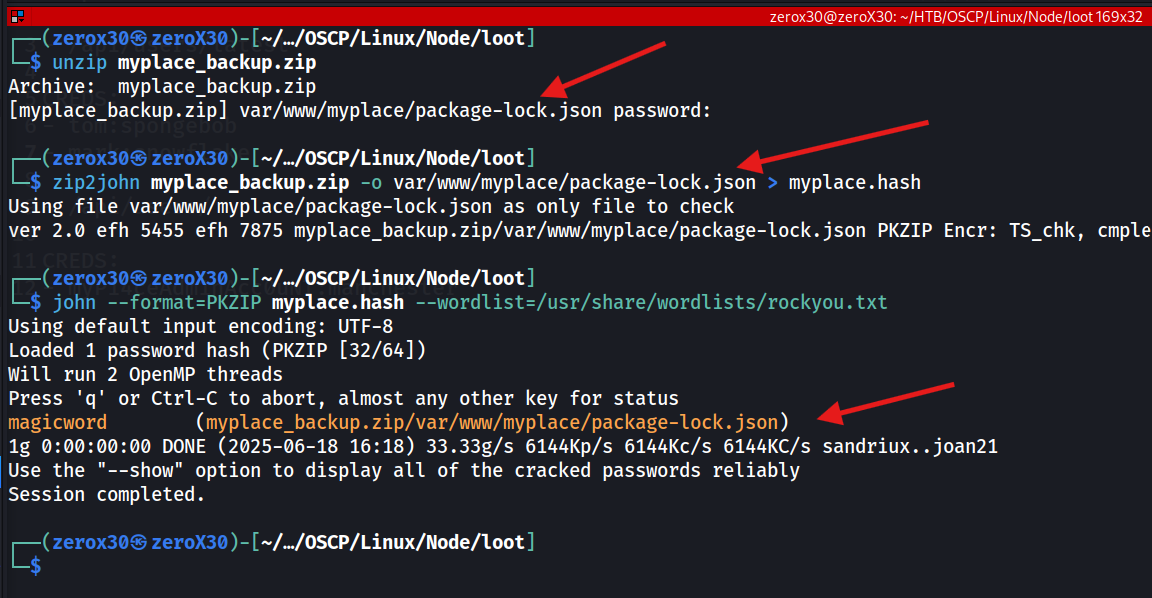 zerox30@zeroX30: ~/HTB/OSCP/Linux/Node/loot 169x32
┌──(zerox30㉿zeroX30)-[~/…/OSCP/Linux/Node/loot]
└─$ unzip myplace_backup.zip
Archive:  myplace_backup.zip
[myplace_backup.zip] var/www/myplace/package-lock.json password:
┌──(zerox30㉿zeroX30)-[~/…/OSCP/Linux/Node/loot]
└─$ zip2john myplace_backup.zip -o var/www/myplace/package-lock.json > myplace.hash
Using file var/www/myplace/package-lock.json as only file to check
ver 2.0 efh 5455 efh 7875 myplace_backup.zip/var/www/myplace/package-lock.json PKZIP Encr: TS_chk, cmple
┌──(zerox30㉿zeroX30)-[~/…/OSCP/Linux/Node/loot]
└─$ john --format=PKZIP myplace.hash --wordlist=/usr/share/wordlists/rockyou.txt
Using default input encoding: UTF-8
Loaded 1 password hash (PKZIP [32/64])
Will run 2 OpenMP threads
Press 'q' or Ctrl-C to abort, almost any other key for status
magicword        (myplace_backup.zip/var/www/myplace/package-lock.json)
1g 0:00:00:00 DONE (2025-06-18 16:18) 33.33g/s 6144Kp/s 6144Kc/s 6144KC/s sandriux..joan21
Use the "--show" option to display all of the cracked passwords reliably
Session completed.
┌──(zerox30㉿zeroX30)-[~/…/OSCP/Linux/Node/loot]
└─$